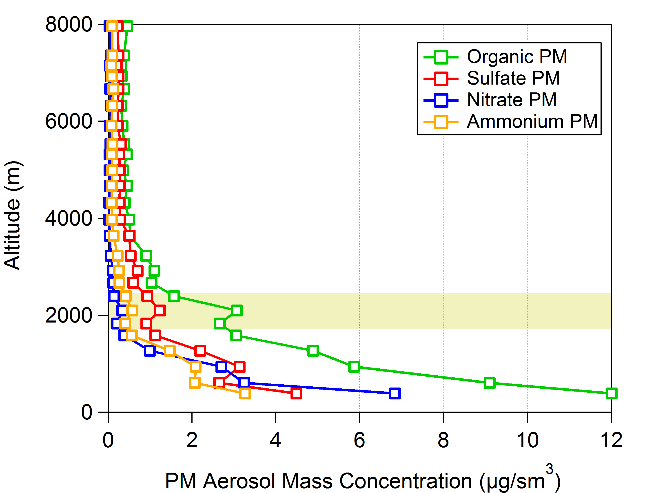 8000
6000
4000
2000
0
Altitude (m)
Organic PM
Sulfate PM
Nitrate PM
Ammonium PM
0 2 4 6 8 10 12
PM Aerosol Mass Concentration (µg/sm³)